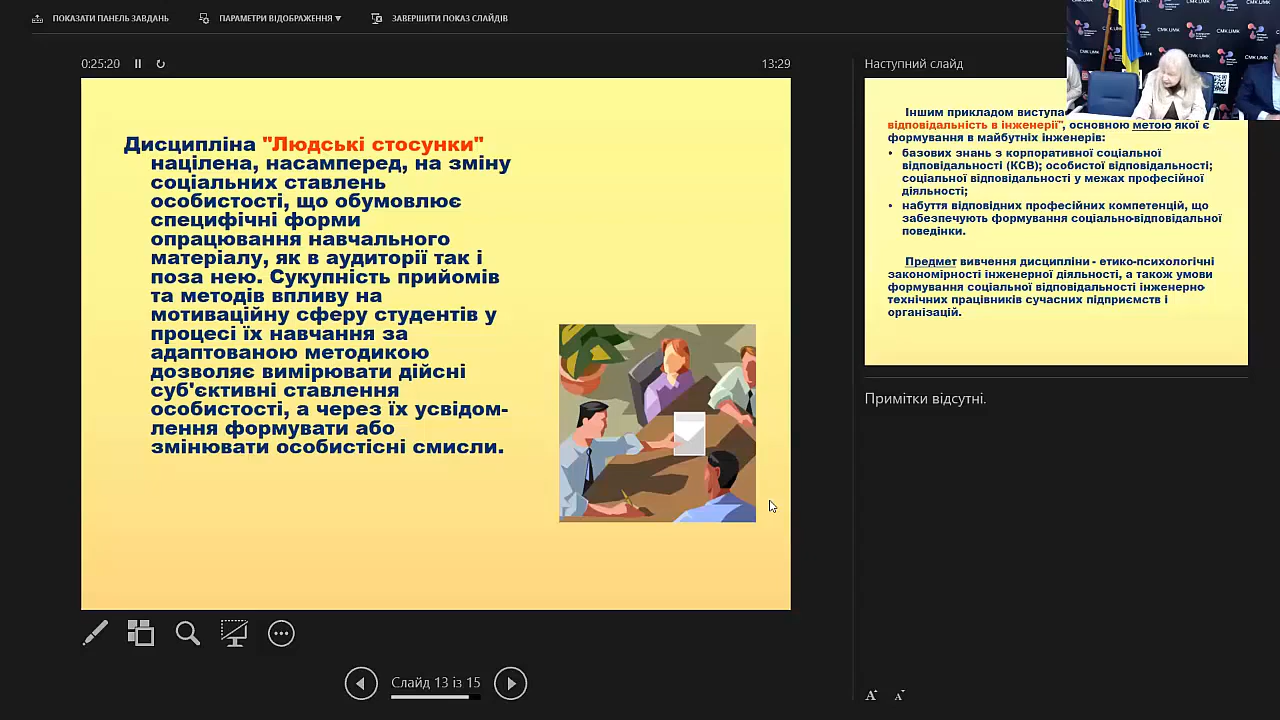 ПОКАЗАТИ ПАНЕЛЬ ЗАВДАНЬ
ПАРАМЕТРИ ВІДОБРАЖЕННЯ ▼
ЗАВЕРШИТИ ПОКАЗ СЛАЙДІВ
0:25:20
13:29
Дисципліна "Людські стосунки"
націлена, насамперед, на зміну
соціальних ставлень
особистості, що обумовлює
специфічні форми
опрацювання навчального
матеріалу, як в аудиторії так і
поза нею. Сукупність прийомів
та методів впливу на
мотиваційну сферу студентів у
процесі їх навчання за
адаптованою методикою
дозволяє вимірювати дійсні
суб'єктивні ставлення
особистості, а через їх усвідом-
лення формувати або
змінювати особистісні смисли.
Слайд 13 із 15
Наступний слайд
Іншим прикладом виступа
відповідальність в інженерії", основною метою якої є
формування в майбутніх інженерів:
• базових знань з корпоративної соціальної
відповідальності (КСВ); особистої відповідальності;
соціальної відповідальності у межах професійної
діяльності;
• набуття відповідних професійних компетенцій, що
забезпечують формування соціально-відповідальної
поведінки.
Предмет вивчення дисципліни - етико-психологічні
закономірності інженерної діяльності, а також умови
формування соціальної відповідальності інженерно-
технічних працівників сучасних підприємств і
організацій.
Примітки відсутні.
A A